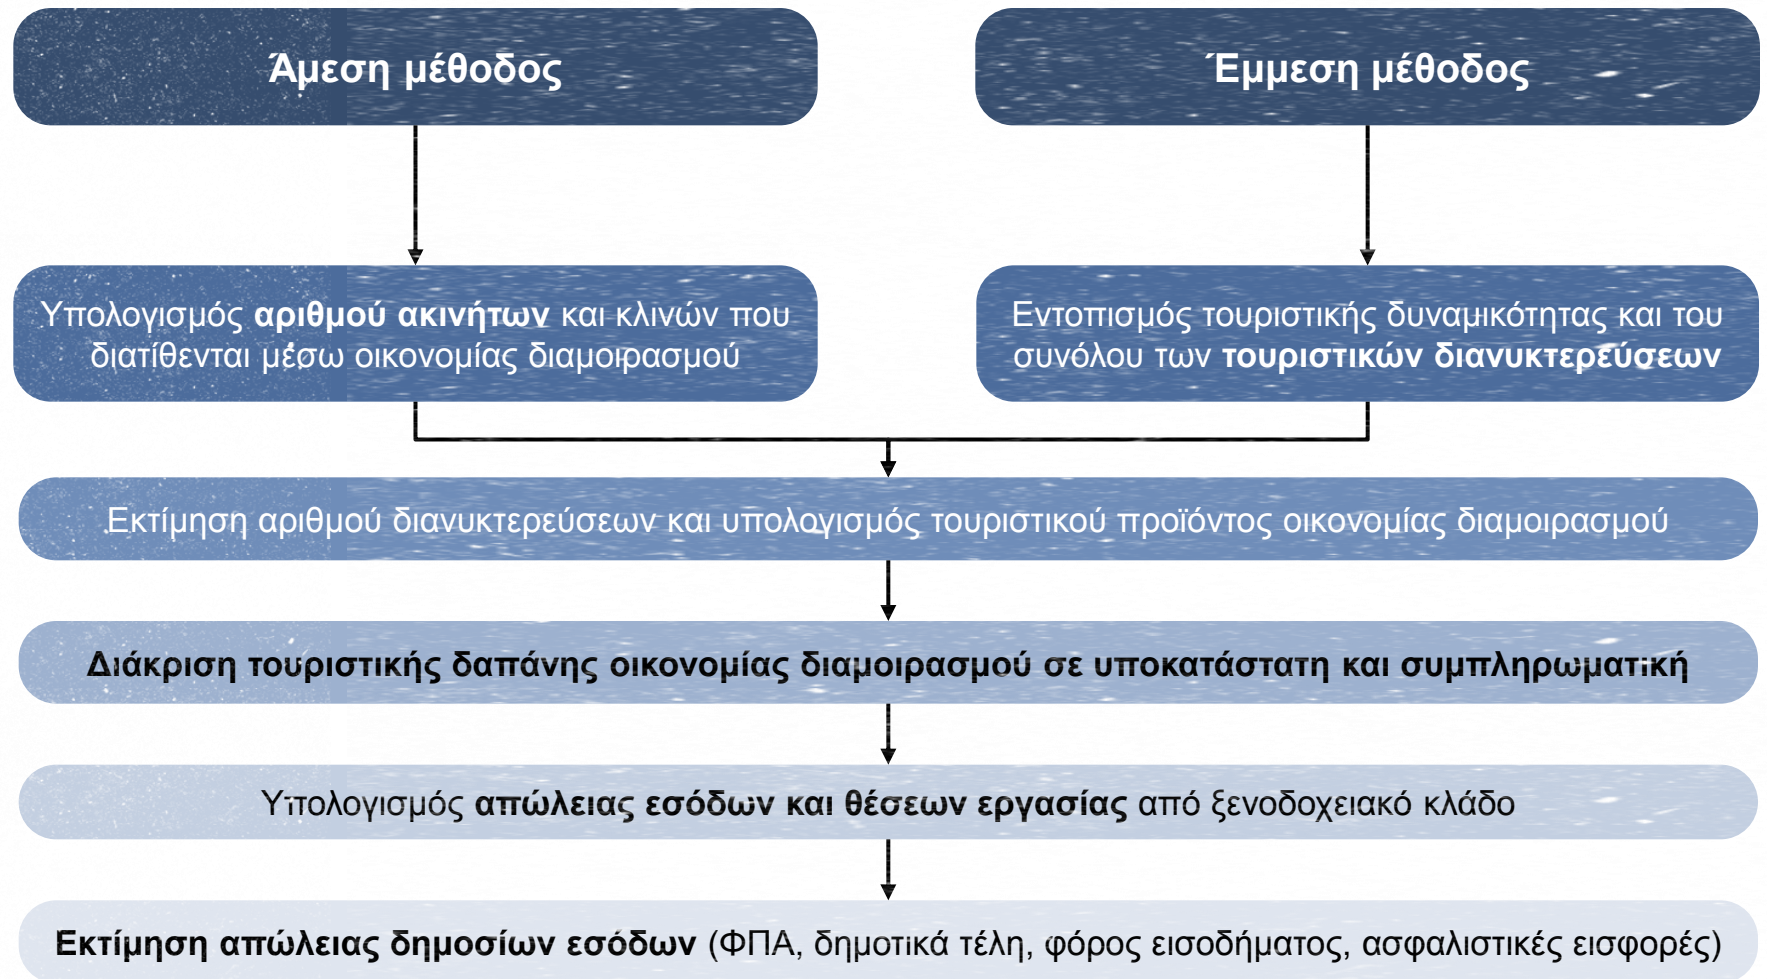 Άμεση μέθοδος
Έμμεση μέθοδος
Υπολογισμός αριθμού ακινήτων και κλινών που
διατίθενται μέσω οικονομίας διαμοιρασμού
Εντοπισμός τουριστικής δυναμικότητας και του
συνόλου των τουριστικών διανυκτερεύσεων
Εκτίμηση αριθμού διανυκτερεύσεων και υπολογισμός τουριστικού προϊόντος οικονομίας διαμοιρασμού
Διάκριση τουριστικής δαπάνης οικονομίας διαμοιρασμού σε υποκατάστατη και συμπληρωματική
Υπολογισμός απώλειας εσόδων και θέσεων εργασίας από ξενοδοχειακό κλάδο
Εκτίμηση απώλειας δημοσίων εσόδων (ΦΠΑ, δημοτικά τέλη, φόρος εισοδήματος, ασφαλιστικές εισφορές)